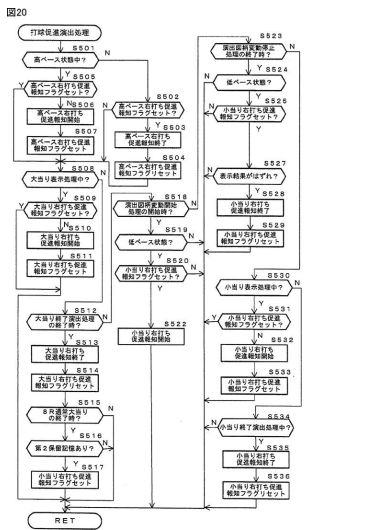 図20
打球促進演出処理
S501
高ベース状態中?
N
Y
S505
高ベース右打ち促進
報知フラグセット?
Y
N
S506
高ベース右打ち
促進報知開始
S507
高ベース右打ち促進
報知フラグセット
S502
高ベース右打ち促進
報知フラグセット?
N
Y
S503
高ベース右打ち
促進報知終了
S504
高ベース右打ち促進
報知フラグリセット
S508
大当り表示処理中?
N
Y
S509
大当り右打ち促進
報知フラグセット?
Y
N
S510
大当り右打ち
促進報知開始
S511
大当り右打ち促進
報知フラグセット
S512
大当り終了演出処理
の終了時?
N
Y
S513
大当り右打ち
促進報知終了
S514
大当り右打ち促進
報知フラグリセット
S515
8R通常大当り
の終了時?
N
Y
S516
第2保留記憶あり?
N
Y
S517
小当り右打ち促進
報知フラグセット
S518
演出図柄変動開始
処理の開始時?
N
Y
S519
低ベース状態?
N
Y
S520
小当り右打ち促進
報知フラグセット?
N
Y
S522
小当り右打ち
促進報知開始
S523
演出図柄変動停止
処理の終了時?
N
Y
S524
低ベース状態?
N
Y
S525
小当り右打ち促進
報知フラグセット?
N
Y
S527
表示結果がはずれ?
N
Y
S528
小当り右打ち
促進報知終了
S529
小当り右打ち促進
報知フラグリセット
S530
小当り表示処理中?
N
Y
S531
小当り右打ち促進
報知フラグセット?
Y
N
S532
小当り右打ち
促進報知開始
S533
小当り右打ち促進
報知フラグセット
S534
小当り終了演出処理中?
N
Y
S535
小当り右打ち
促進報知終了
S536
小当り右打ち促進
報知フラグリセット
RET